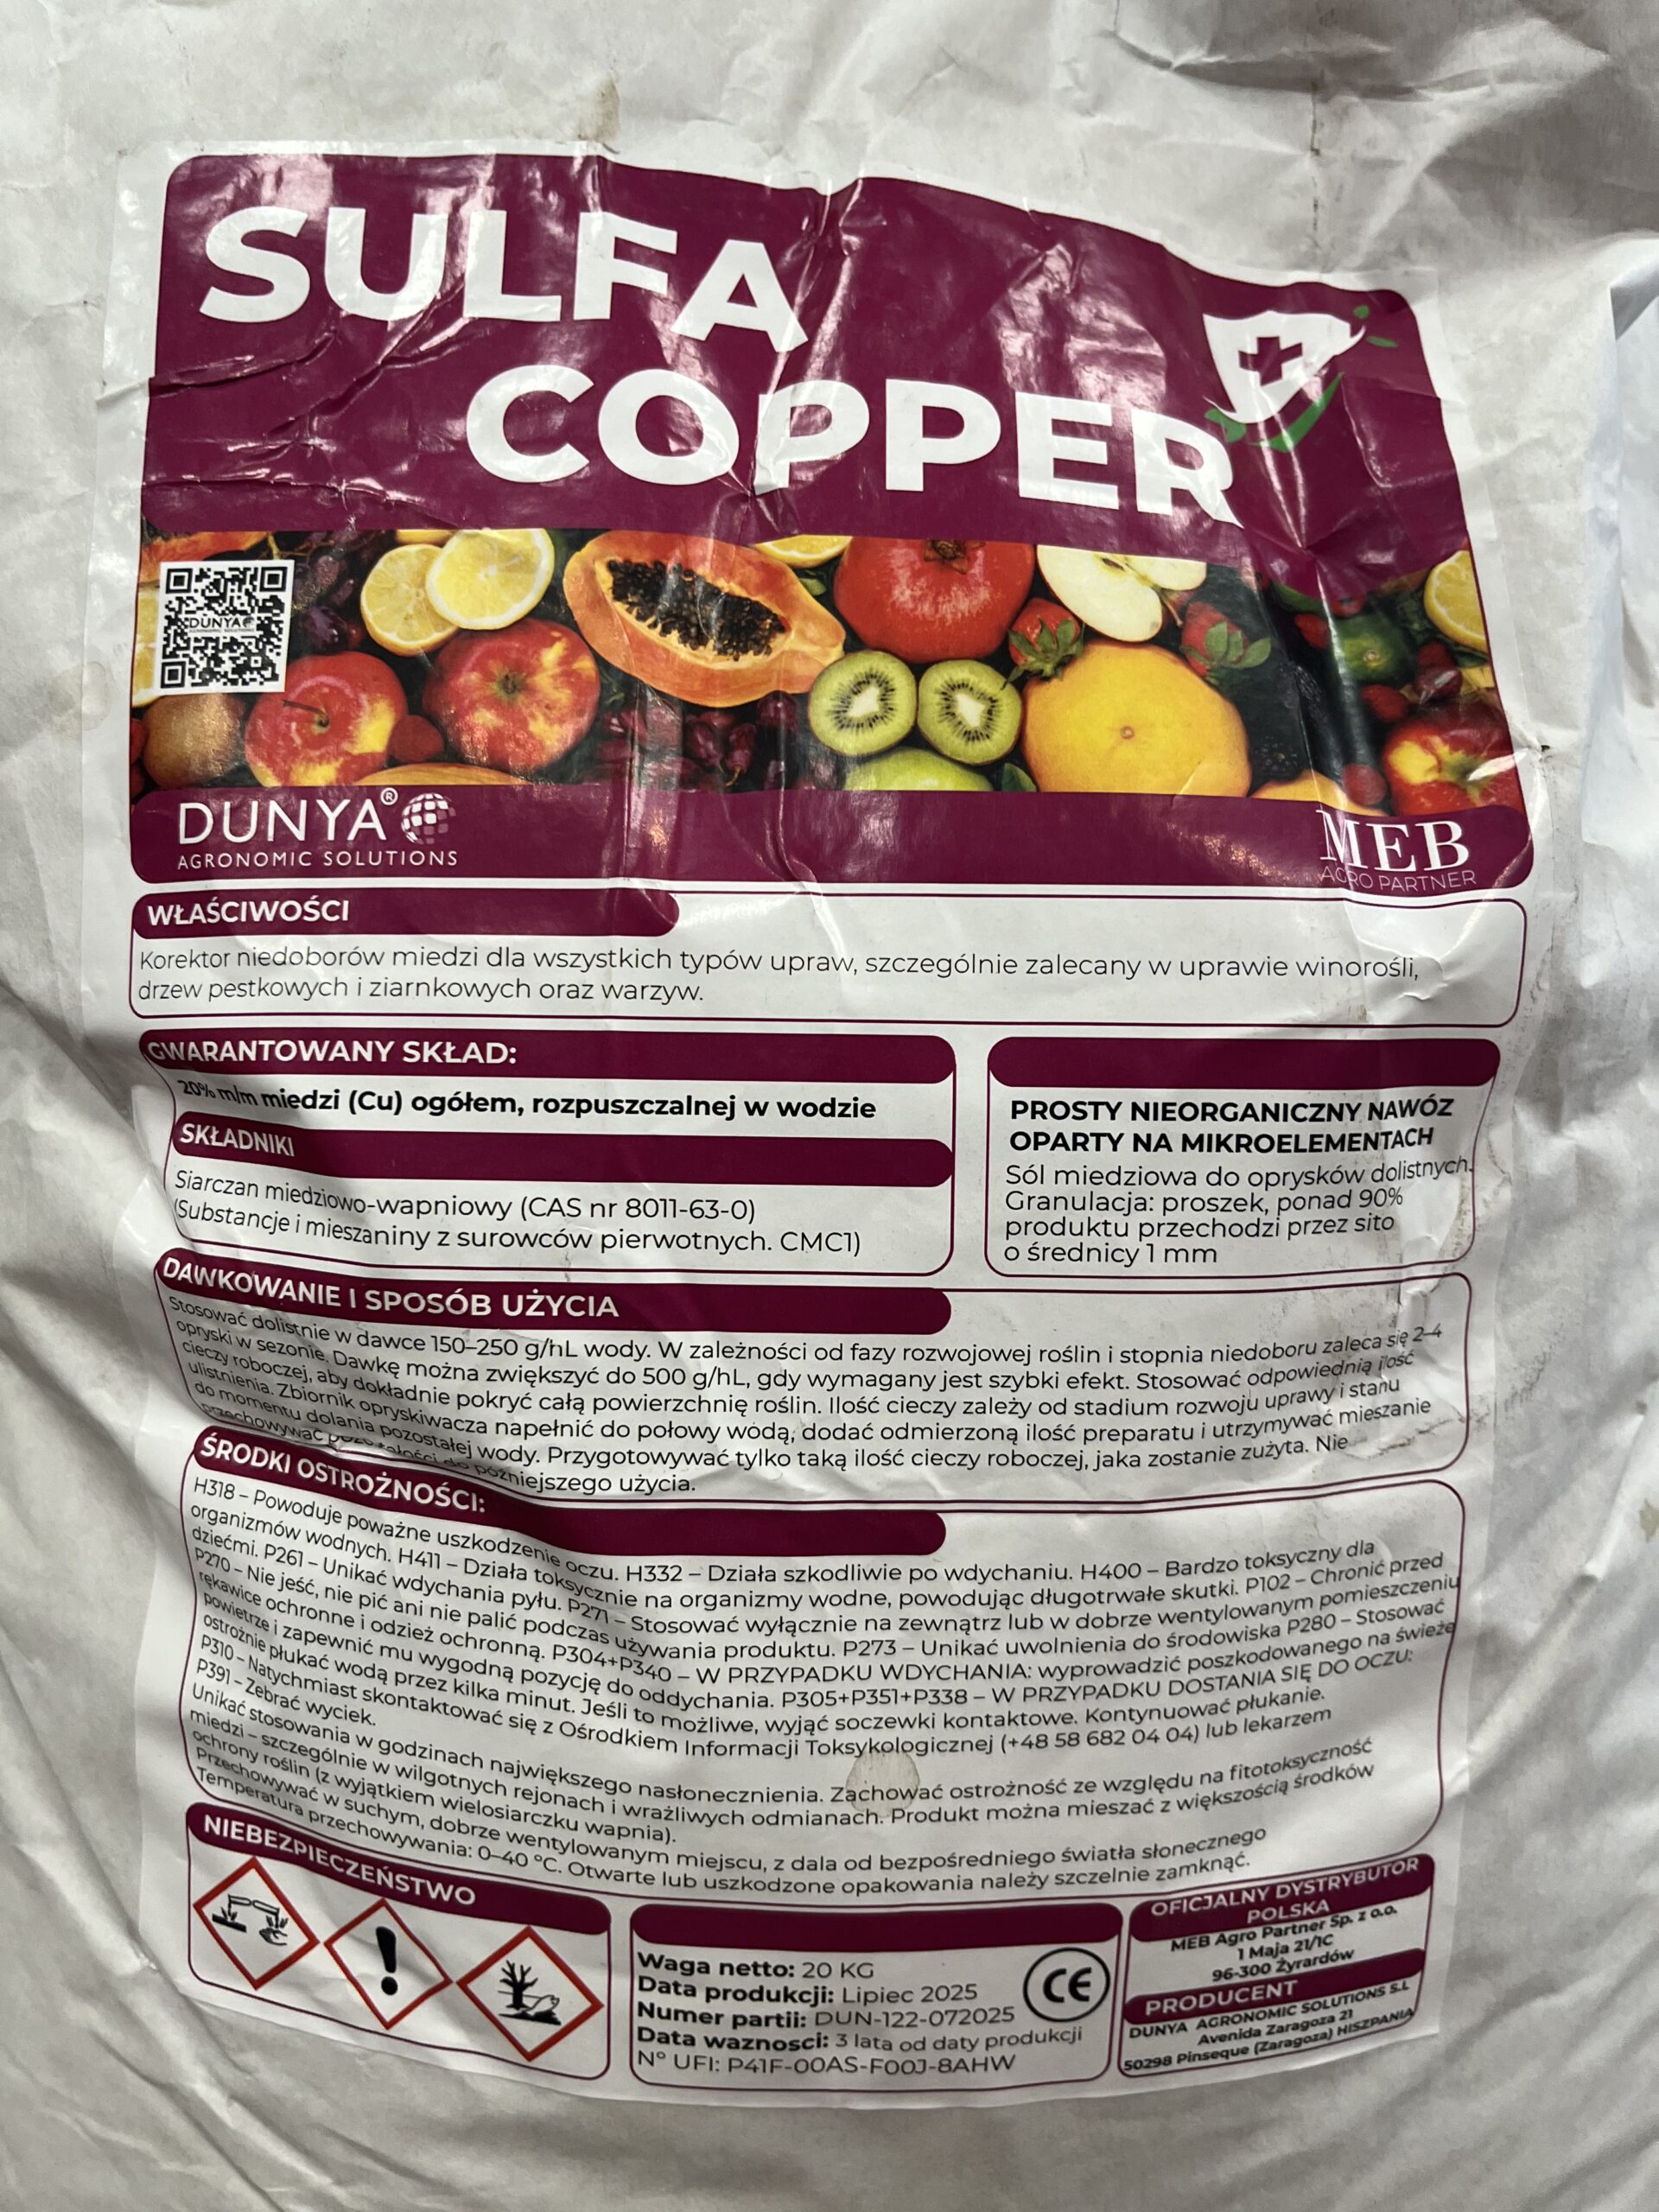 SULFA
COPPER
DUNYA
DUNYA®
AGRONOMIC SOLUTIONS
MEB
AGRO PARTNER
WŁAŚCIWOŚCI
Korektor niedoborów miedzi dla wszystkich typów upraw, szczególnie zalecany w uprawie winorośli,
drzew pestkowych i ziarnkowych oraz warzyw.
GWARANTOWANY SKŁAD:
20% m/m miedzi (Cu) ogółem, rozpuszczalnej w wodzie
SKŁADNIKI
Siarczan miedziowo-wapniowy (CAS nr 8011-63-0)
(Substancje i mieszaniny z surowców pierwotnych. CMC1)
PROSTY NIEORGANICZNY NAWÓZ
OPARTY NA MIKROELEMENTACH
Sól miedziowa do oprysków dolistnych.
Granulacja: proszek, ponad 90%
produktu przechodzi przez sito
o średnicy 1 mm
DAWKOWANIE I SPOSÓB UŻYCIA
Stosować dolistnie w dawce 150–250 g/hL wody. W zależności od fazy rozwojowej roślin i stopnia niedoboru zaleca się 2–4
opryski w sezonie. Dawkę można zwiększyć do 500 g/hL, gdy wymagany jest szybki efekt. Stosować odpowiednią ilość
cieczy roboczej, aby dokładnie pokryć całą powierzchnię roślin. Ilość cieczy zależy od stadium rozwoju uprawy i stanu
ulistnienia. Zbiornik opryskiwacza napełnić do połowy wodą, dodać odmierzoną ilość preparatu i utrzymywać mieszanie
do momentu dolania pozostałej wody. Przygotowywać tylko taką ilość cieczy roboczej, jaka zostanie zużyta. Nie
przechowywać pozostałości do późniejszego użycia.
ŚRODKI OSTROŻNOŚCI:
H318 – Powoduje poważne uszkodzenie oczu. H332 – Działa szkodliwie po wdychaniu. H400 – Bardzo toksyczny dla
organizmów wodnych. H411 – Działa toksycznie na organizmy wodne, powodując długotrwałe skutki. P102 – Chronić przed
dziećmi. P261 – Unikać wdychania pyłu. P271 – Stosować wyłącznie na zewnątrz lub w dobrze wentylowanym pomieszczeniu
P270 – Nie jeść, nie pić ani nie palić podczas używania produktu. P273 – Unikać uwolnienia do środowiska P280 – Stosować
rękawice ochronne i odzież ochronną. P304+P340 – W PRZYPADKU WDYCHANIA: wyprowadzić poszkodowanego na świeże
powietrze i zapewnić mu wygodną pozycję do oddychania. P305+P351+P338 – W PRZYPADKU DOSTANIA SIĘ DO OCZU:
ostrożnie płukać wodą przez kilka minut. Jeśli to możliwe, wyjąć soczewki kontaktowe. Kontynuować płukanie.
P310 – Natychmiast skontaktować się z Ośrodkiem Informacji Toksykologicznej (+48 58 682 04 04) lub lekarzem
P391 – Zebrać wyciek.
Unikać stosowania w godzinach największego nasłonecznienia. Zachować ostrożność ze względu na fitotoksyczność
miedzi – szczególnie w wilgotnych rejonach i wrażliwych odmianach. Produkt można mieszać z większością środków
ochrony roślin (z wyjątkiem wielosiarczku wapnia).
Przechowywać w suchym, dobrze wentylowanym miejscu, z dala od bezpośredniego światła słonecznego
Temperatura przechowywania: 0–40 °C. Otwarte lub uszkodzone opakowania należy szczelnie zamknąć.
NIEBEZPIECZEŃSTWO
Waga netto: 20 KG
Data produkcji: Lipiec 2025
Numer partii: DUN-122-072025
Data waznosci: 3 lata od daty produkcji
N° UFI: P41F-00AS-F00J-8AHW
CE
OFICJALNY DYSTRYBUTOR
POLSKA
MEB Agro Partner Sp. z o.o.
1 Maja 21/1C
96-300 Żyrardów
PRODUCENT
DUNYA AGRONOMIC SOLUTIONS S.L
Avenida Zaragoza 21
50298 Pinseque (Zaragoza) HISZPANIA